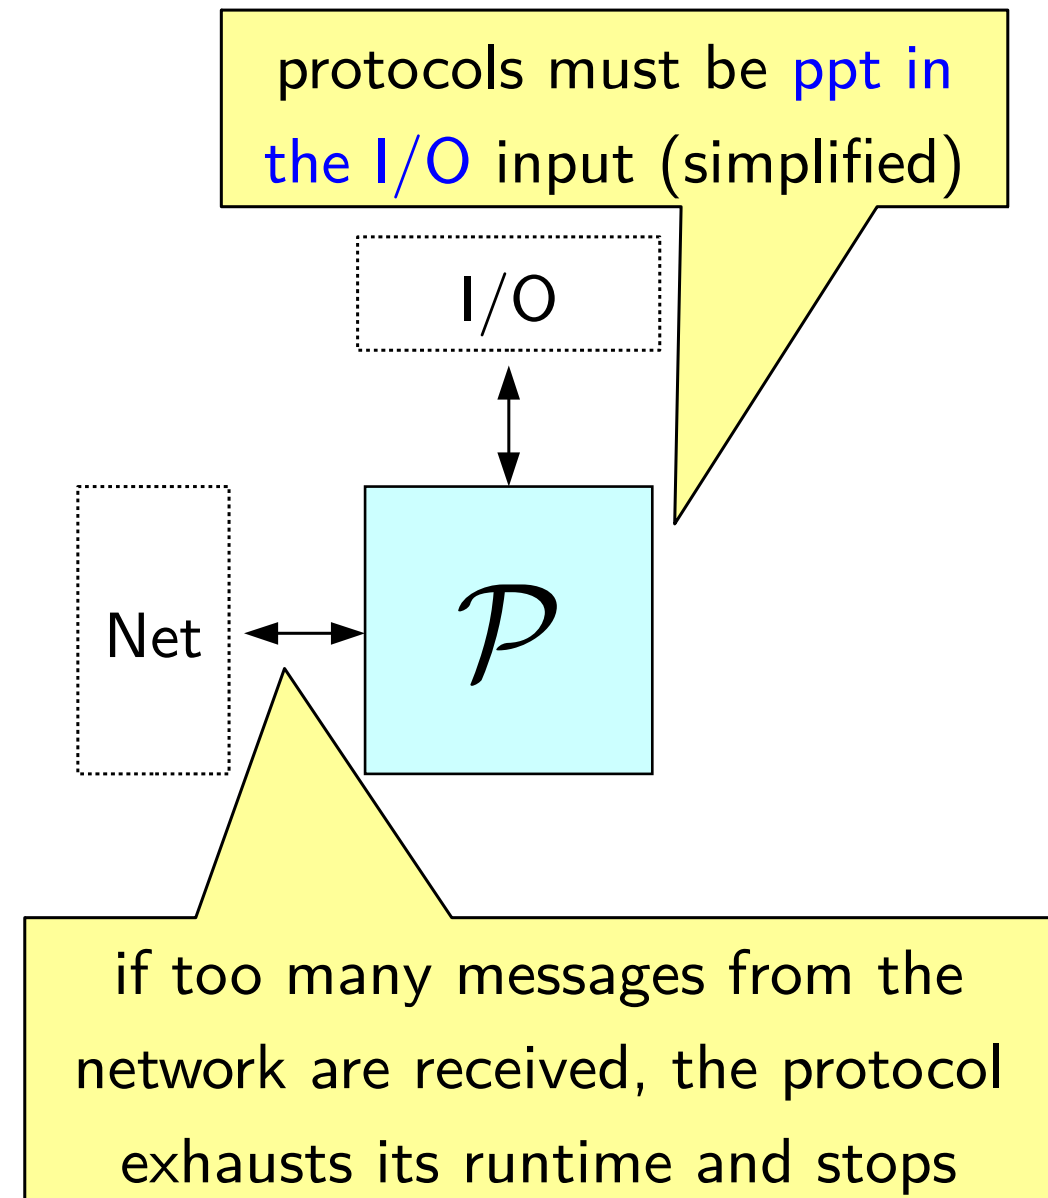 protocols must be ppt in
the I/O input (simplified)
I/O
Net
𝒫
if too many messages from the
network are received, the protocol
exhausts its runtime and stops